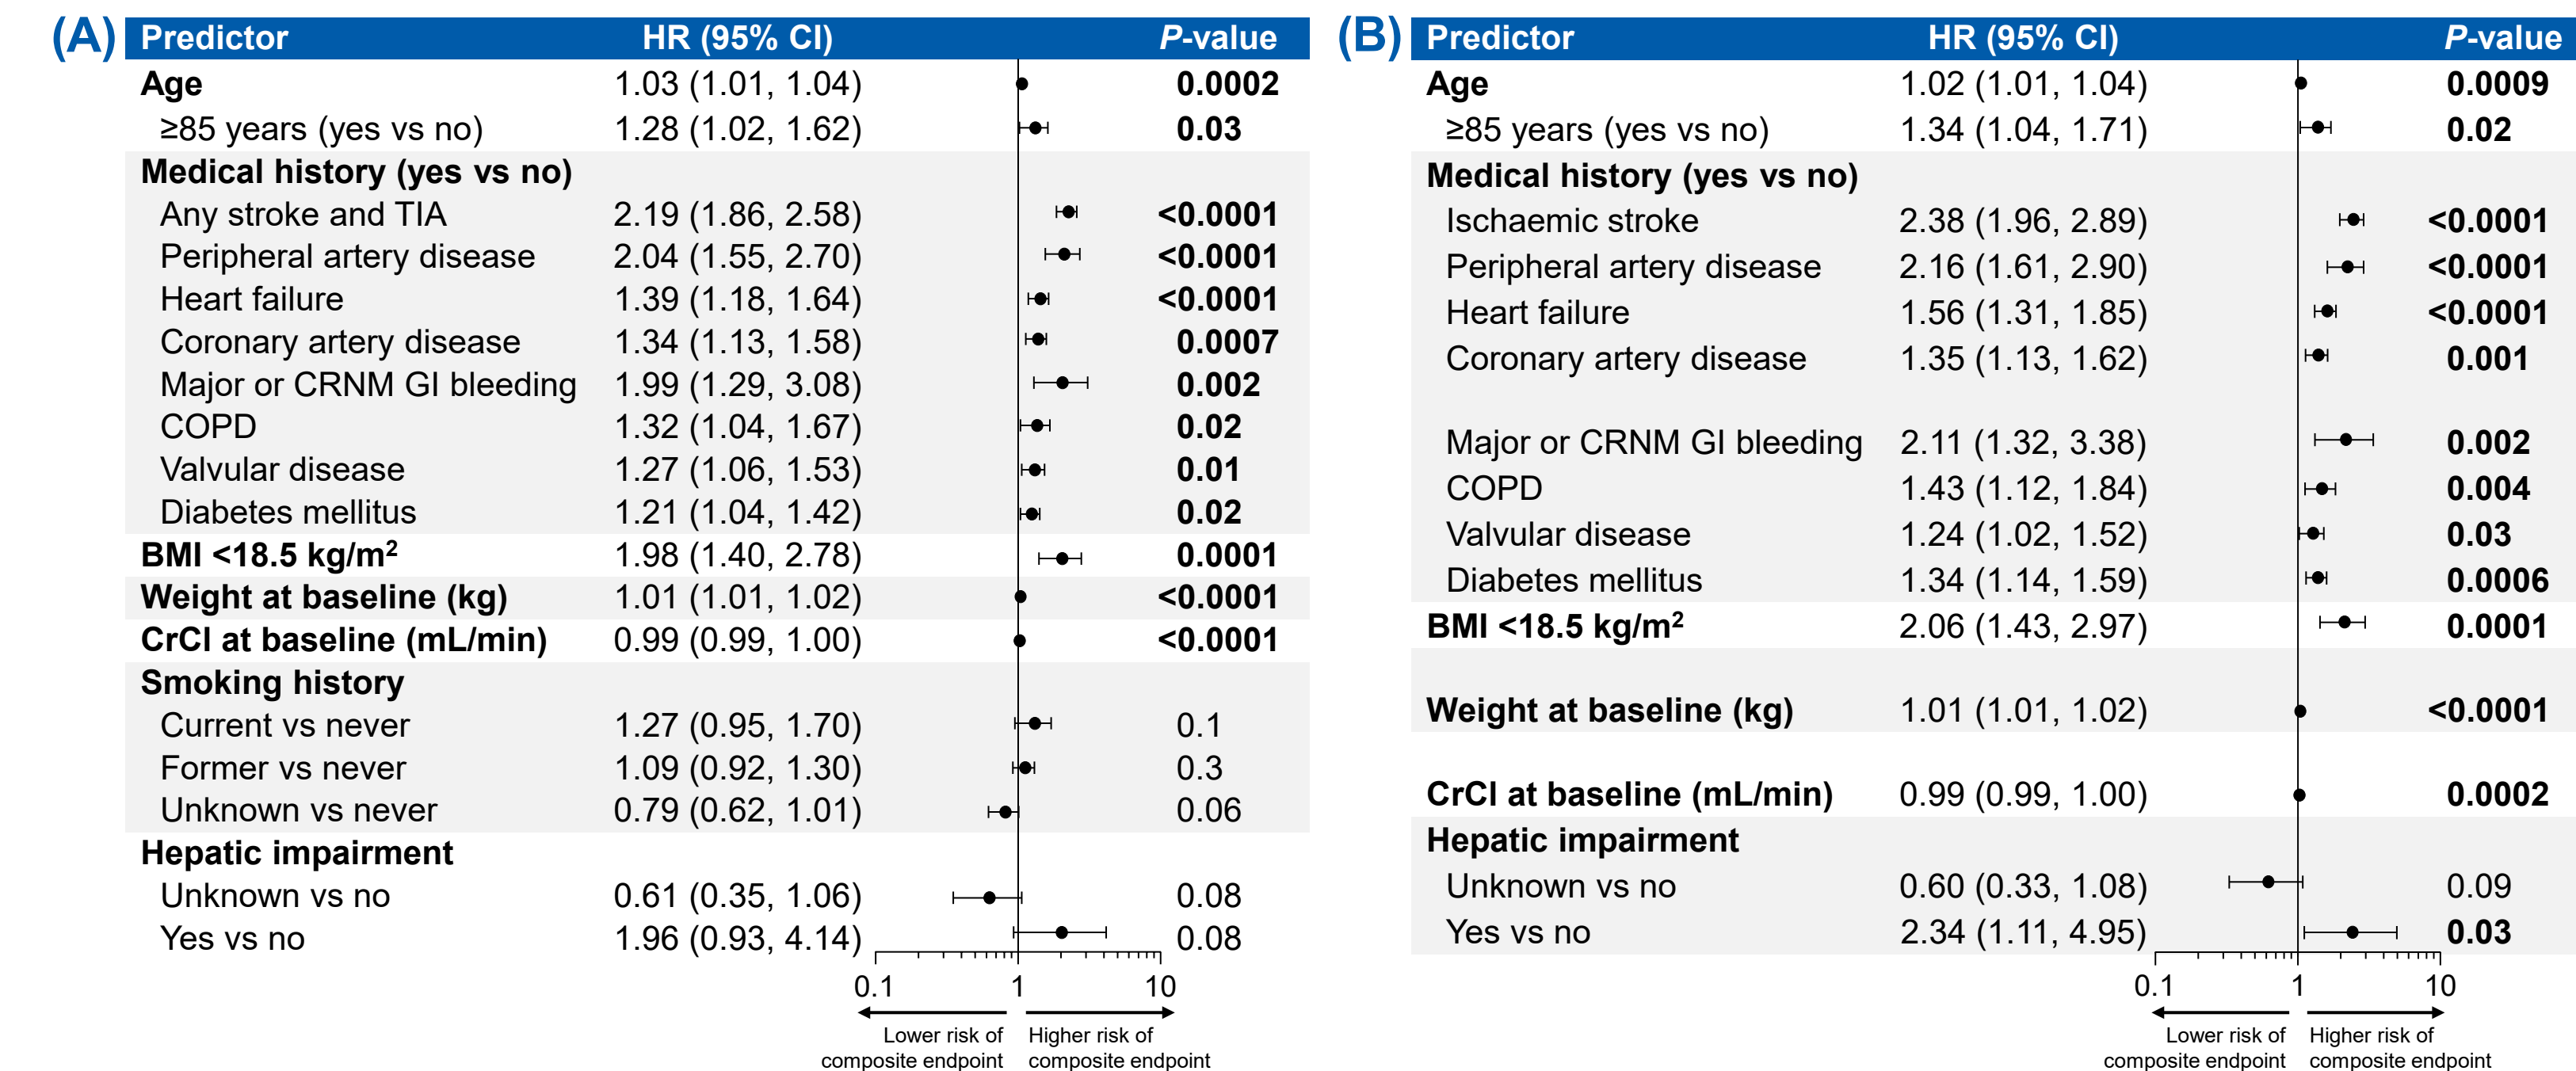 (A) Predictor HR (95% CI) P-value
Age 1.03 (1.01, 1.04) 0.0002
≥85 years (yes vs no) 1.28 (1.02, 1.62) 0.03
Medical history (yes vs no)
Any stroke and TIA 2.19 (1.86, 2.58) <0.0001
Peripheral artery disease 2.04 (1.55, 2.70) <0.0001
Heart failure 1.39 (1.18, 1.64) <0.0001
Coronary artery disease 1.34 (1.13, 1.58) 0.0007
Major or CRNM GI bleeding 1.99 (1.29, 3.08) 0.002
COPD 1.32 (1.04, 1.67) 0.02
Valvular disease 1.27 (1.06, 1.53) 0.01
Diabetes mellitus 1.21 (1.04, 1.42) 0.02
BMI <18.5 kg/m² 1.98 (1.40, 2.78) 0.0001
Weight at baseline (kg) 1.01 (1.01, 1.02) <0.0001
CrCl at baseline (mL/min) 0.99 (0.99, 1.00) <0.0001
Smoking history
Current vs never 1.27 (0.95, 1.70) 0.1
Former vs never 1.09 (0.92, 1.30) 0.3
Unknown vs never 0.79 (0.62, 1.01) 0.06
Hepatic impairment
Unknown vs no 0.61 (0.35, 1.06) 0.08
Yes vs no 1.96 (0.93, 4.14) 0.08
0.1 1 10
Lower risk of Higher risk of
composite endpoint composite endpoint
(B) Predictor HR (95% CI) P-value
Age 1.02 (1.01, 1.04) 0.0009
≥85 years (yes vs no) 1.34 (1.04, 1.71) 0.02
Medical history (yes vs no)
Ischaemic stroke 2.38 (1.96, 2.89) <0.0001
Peripheral artery disease 2.16 (1.61, 2.90) <0.0001
Heart failure 1.56 (1.31, 1.85) <0.0001
Coronary artery disease 1.35 (1.13, 1.62) 0.001
Major or CRNM GI bleeding 2.11 (1.32, 3.38) 0.002
COPD 1.43 (1.12, 1.84) 0.004
Valvular disease 1.24 (1.02, 1.52) 0.03
Diabetes mellitus 1.34 (1.14, 1.59) 0.0006
BMI <18.5 kg/m² 2.06 (1.43, 2.97) 0.0001
Weight at baseline (kg) 1.01 (1.01, 1.02) <0.0001
CrCl at baseline (mL/min) 0.99 (0.99, 1.00) 0.0002
Hepatic impairment
Unknown vs no 0.60 (0.33, 1.08) 0.09
Yes vs no 2.34 (1.11, 4.95) 0.03
0.1 1 10
Lower risk of Higher risk of
composite endpoint composite endpoint